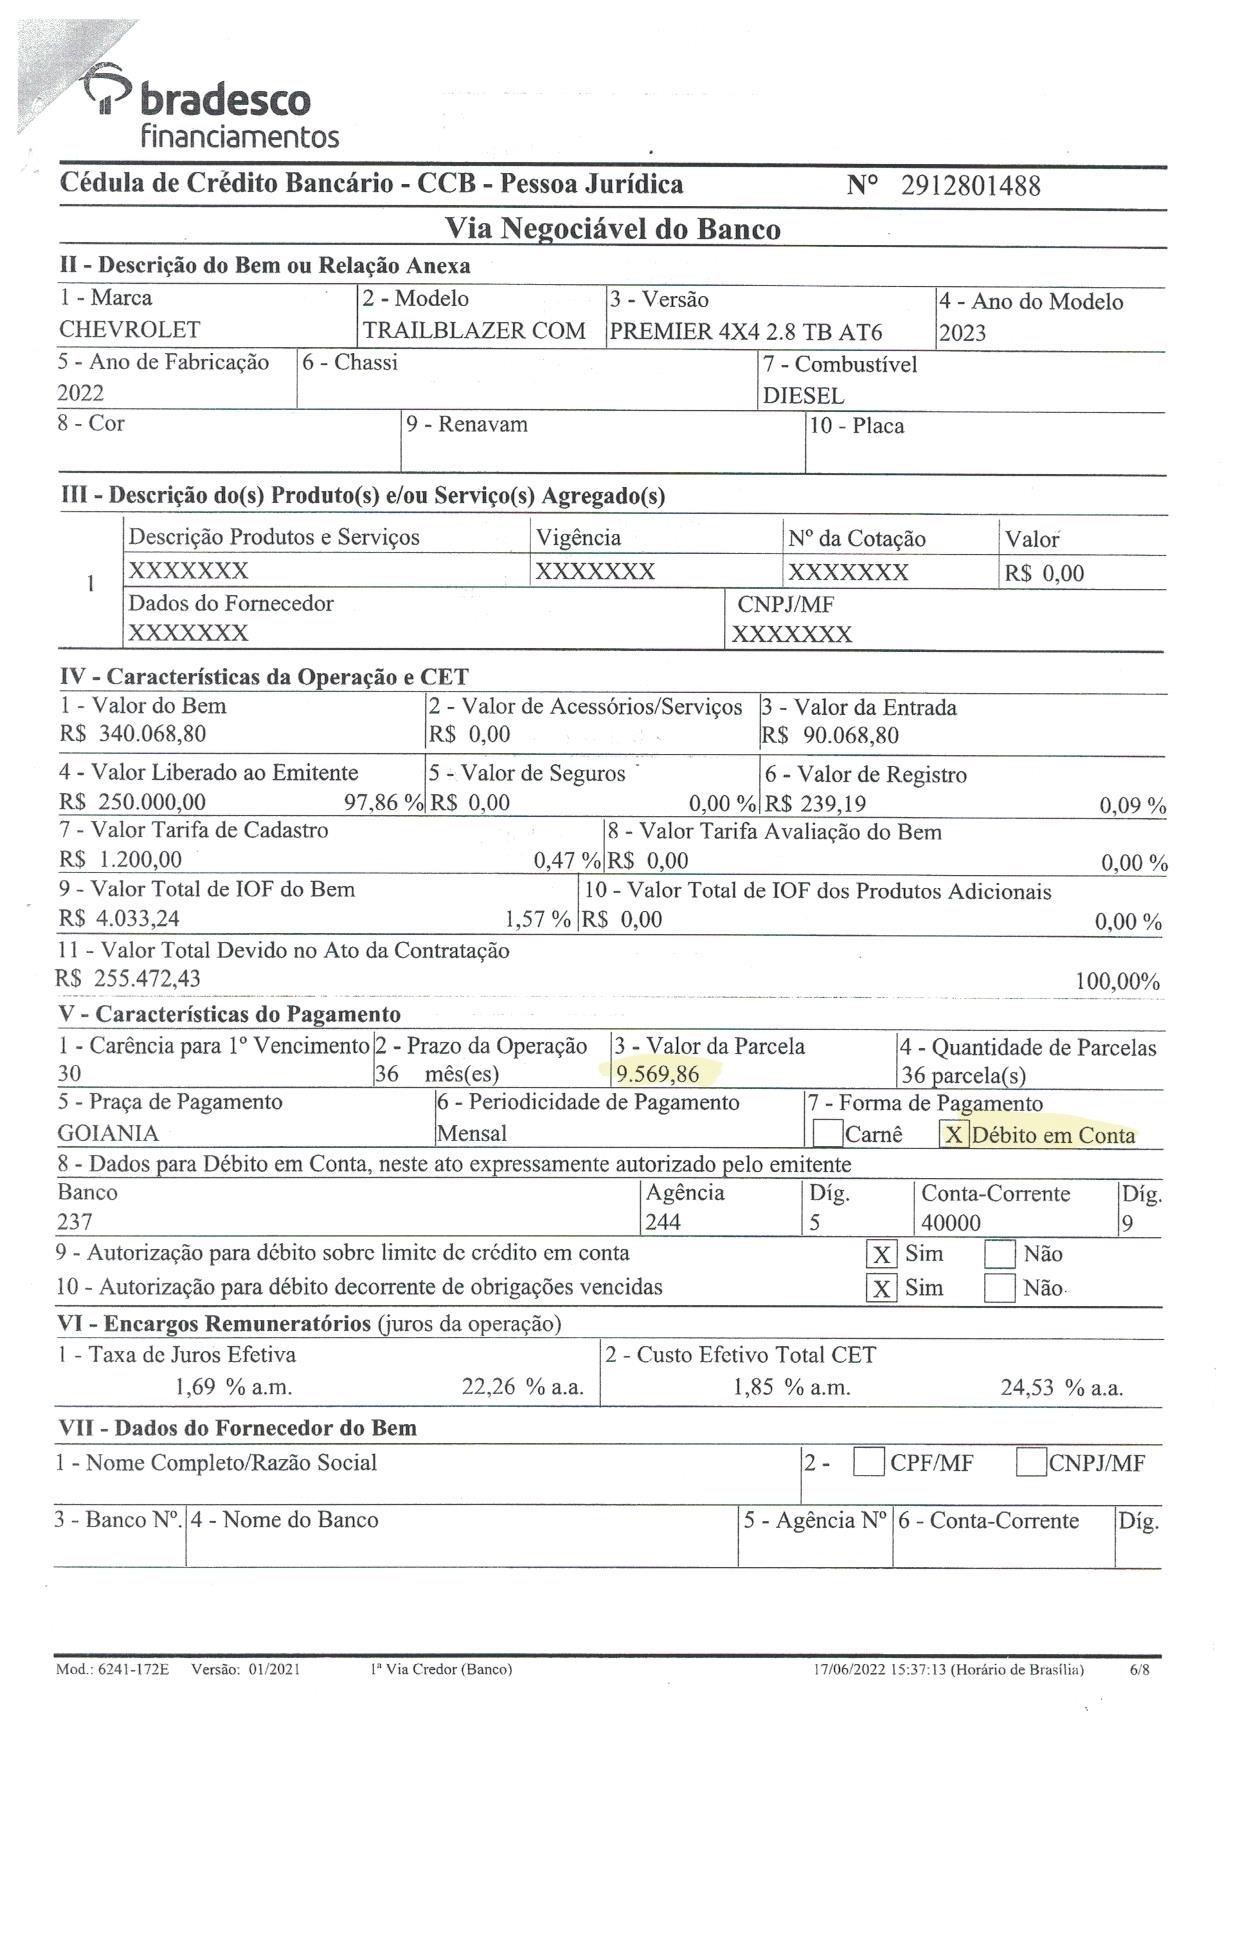 bradesco
financiamentos
Cédula de Crédito Bancário - CCB - Pessoa Jurídica Nº 2912801488
Via Negociável do Banco
II - Descrição do Bem ou Relação Anexa
1 - Marca 2 - Modelo 3 - Versão 4 - Ano do Modelo
CHEVROLET TRAILBLAZER COM PREMIER 4X4 2.8 TB AT6 2023
5 - Ano de Fabricação 6 - Chassi 7 - Combustível
2022 DIESEL
8 - Cor 9 - Renavam 10 - Placa
III - Descrição do(s) Produto(s) e/ou Serviço(s) Agregado(s)
Descrição Produtos e Serviços Vigência Nº da Cotação Valor
1 XXXXXXX XXXXXXX XXXXXXX R$ 0,00
Dados do Fornecedor CNPJ/MF
XXXXXXX XXXXXXX
IV - Características da Operação e CET
1 - Valor do Bem 2 - Valor de Acessórios/Serviços 3 - Valor da Entrada
R$ 340.068,80 R$ 0,00 R$ 90.068,80
4 - Valor Liberado ao Emitente 5 - Valor de Seguros 6 - Valor de Registro
R$ 250.000,00 97,86 % R$ 0,00 0,00 % R$ 239,19 0,09 %
7 - Valor Tarifa de Cadastro 8 - Valor Tarifa Avaliação do Bem
R$ 1.200,00 0,47 % R$ 0,00 0,00 %
9 - Valor Total de IOF do Bem 10 - Valor Total de IOF dos Produtos Adicionais
R$ 4.033,24 1,57 % R$ 0,00 0,00 %
11 - Valor Total Devido no Ato da Contratação
R$ 255.472,43 100,00%
V - Características do Pagamento
1 - Carência para 1º Vencimento 2 - Prazo da Operação 3 - Valor da Parcela 4 - Quantidade de Parcelas
30 36 mês(es) 9.569,86 36 parcela(s)
5 - Praça de Pagamento 6 - Periodicidade de Pagamento 7 - Forma de Pagamento
GOIANIA Mensal Carnê X Débito em Conta
8 - Dados para Débito em Conta, neste ato expressamente autorizado pelo emitente
Banco Agência Díg. Conta-Corrente Díg.
237 244 5 40000 9
9 - Autorização para débito sobre limite de crédito em conta X Sim Não
10 - Autorização para débito decorrente de obrigações vencidas X Sim Não
VI - Encargos Remuneratórios (juros da operação)
1 - Taxa de Juros Efetiva 2 - Custo Efetivo Total CET
1,69 % a.m. 22,26 % a.a. 1,85 % a.m. 24,53 % a.a.
VII - Dados do Fornecedor do Bem
1 - Nome Completo/Razão Social 2 - CPF/MF CNPJ/MF
3 - Banco Nº. 4 - Nome do Banco 5 - Agência Nº 6 - Conta-Corrente Díg.
Mod.: 6241-172E Versão: 01/2021 1ª Via Credor (Banco) 17/06/2022 15:37:13 (Horário de Brasília) 6/8